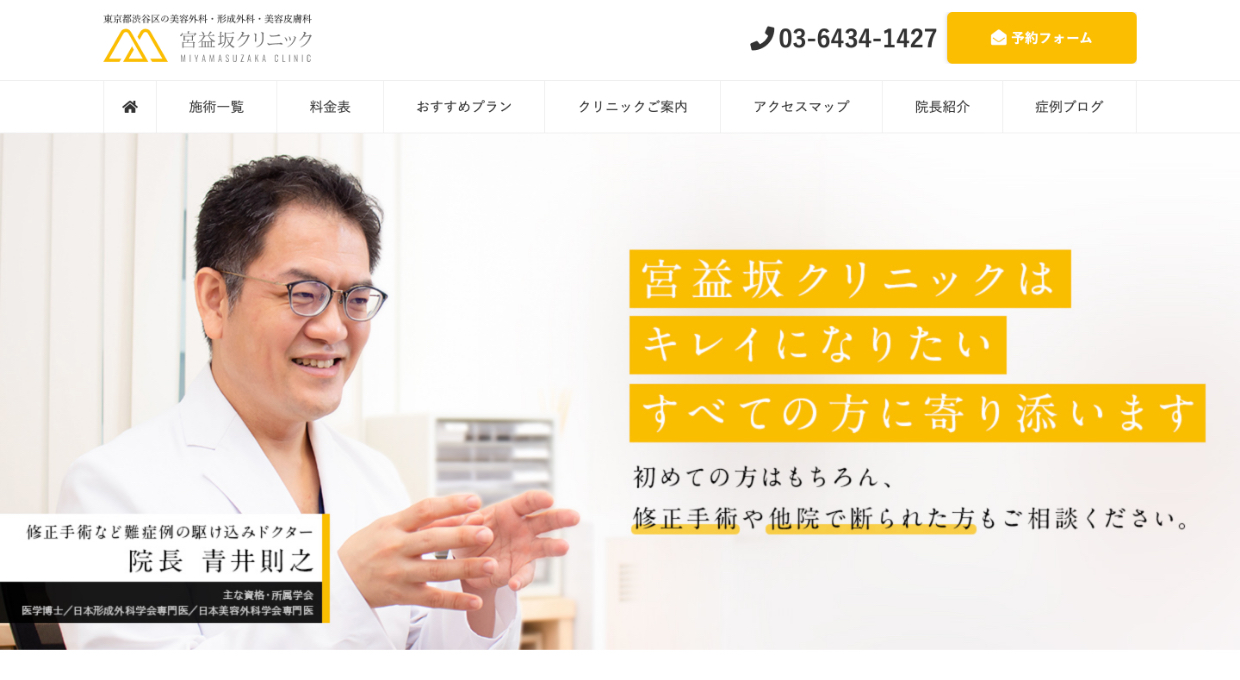 東京都渋谷区の美容外科・形成外科・美容皮膚科
宮益坂クリニック
MIYAMASUZAKA CLINIC
03-6434-1427
予約フォーム
施術一覧
料金表
おすすめプラン
クリニックご案内
アクセスマップ
院長紹介
症例ブログ
宮益坂クリニックは
キレイになりたい
すべての方に寄り添います
初めての方はもちろん、
修正手術や他院で断られた方もご相談ください。
修正手術など難症例の駆け込みドクター
院長 青井則之
主な資格・所属学会
医学博士／日本形成外科学会専門医／日本美容外科学会専門医